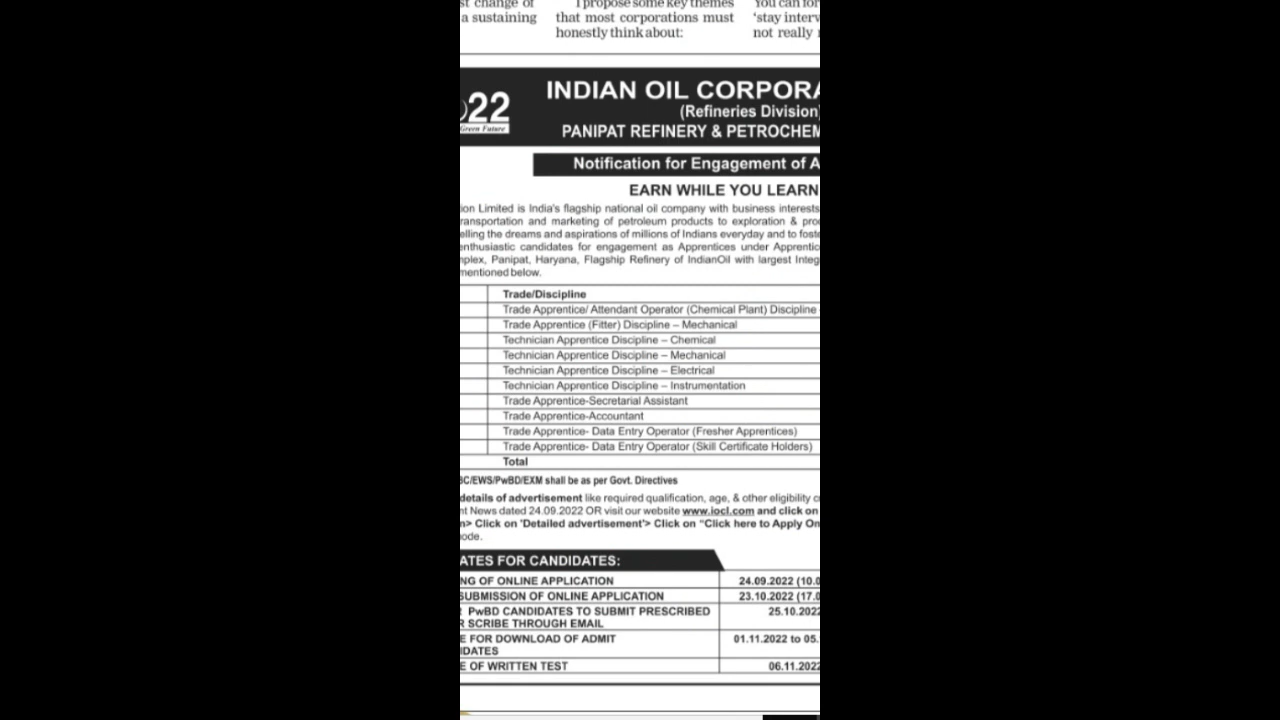 st change of
a sustaining
I propose some key themes
that most corporations must
honestly think about:
You can for
'stay interv
not really
22
Green Future
INDIAN OIL CORPORA
(Refineries Division)
PANIPAT REFINERY & PETROCHEM
Notification for Engagement of A
EARN WHILE YOU LEARN
ion Limited is India's flagship national oil company with business interests
ransportation and marketing of petroleum products to exploration & pro
elling the dreams and aspirations of millions of Indians everyday and to foste
enthusiastic candidates for engagement as Apprentices under Apprentic
nplex, Panipat, Haryana, Flagship Refinery of IndianOil with largest Integ
mentioned below.
Trade/Discipline
Trade Apprentice/ Attendant Operator (Chemical Plant) Discipline
Trade Apprentice (Fitter) Discipline – Mechanical
Technician Apprentice Discipline – Chemical
Technician Apprentice Discipline – Mechanical
Technician Apprentice Discipline – Electrical
Technician Apprentice Discipline – Instrumentation
Trade Apprentice-Secretarial Assistant
Trade Apprentice-Accountant
Trade Apprentice- Data Entry Operator (Fresher Apprentices)
Trade Apprentice- Data Entry Operator (Skill Certificate Holders)
Total
BC/EWS/PwBD/EXM shall be as per Govt. Directives
details of advertisement like required qualification, age, & other eligibility c
nt News dated 24.09.2022 OR visit our website www.iocl.com and click on
n> Click on 'Detailed advertisement'> Click on "Click here to Apply On
ode.
ATES FOR CANDIDATES:
NG OF ONLINE APPLICATION 24.09.2022 (10.0
SUBMISSION OF ONLINE APPLICATION 23.10.2022 (17.0
PwBD CANDIDATES TO SUBMIT PRESCRIBED 25.10.2022
R SCRIBE THROUGH EMAIL
E FOR DOWNLOAD OF ADMIT 01.11.2022 to 05.
IDATES
E OF WRITTEN TEST 06.11.2022